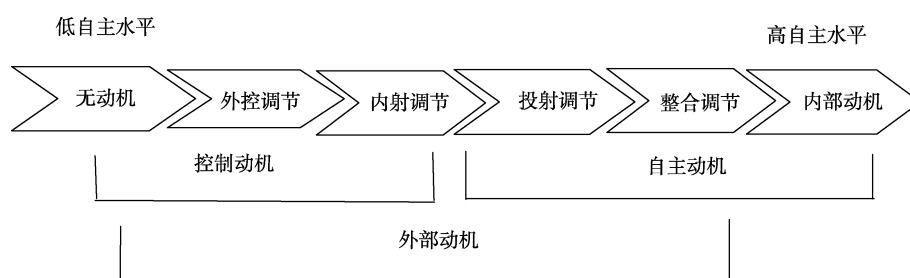 低自主水平
高自主水平
无动机
外控调节
内射调节
投射调节
整合调节
内部动机
控制动机
自主动机
外部动机